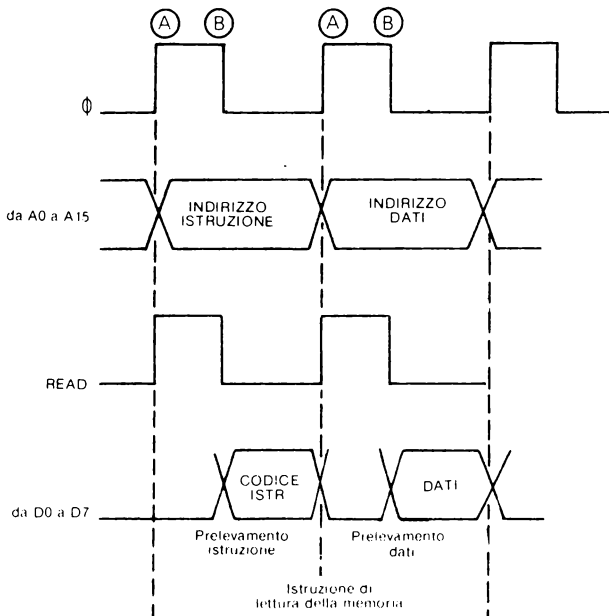 A B A B
Φ
da A0 a A15
INDIRIZZO
ISTRUZIONE
INDIRIZZO
DATI
READ
da D0 a D7
CODICE
ISTR
DATI
Prelevamento
istruzione
Prelevamento
dati
Istruzione di
lettura della memoria